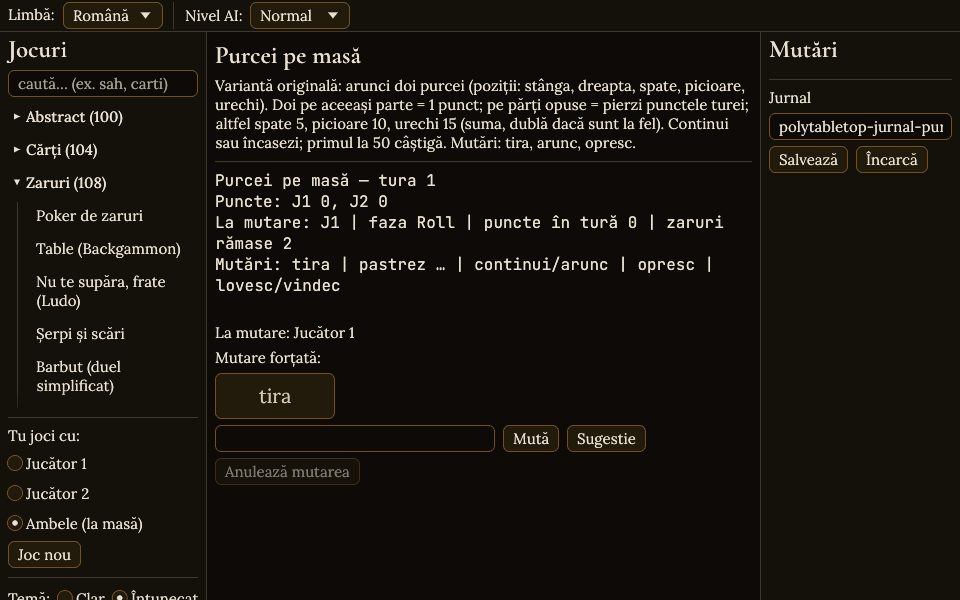 Limbă: Română Nivel AI: Normal
Jocuri
caută... (ex. sah, carti)
Abstract (100)
Cărți (104)
Zaruri (108)
Poker de zaruri
Table (Backgammon)
Nu te supăra, frate
(Ludo)
Șerpi și scări
Barbut (duel
simplificat)
Tu joci cu:
Jucător 1
Jucător 2
Ambele (la masă)
Joc nou
Temă: Clar Întunecat
Purcei pe masă
Variantă originală: arunci doi purcei (poziții: stânga, dreapta, spate, picioare,
urechi). Doi pe aceeași parte = 1 punct; pe părți opuse = pierzi punctele turei;
altfel spate 5, picioare 10, urechi 15 (suma, dublă dacă sunt la fel). Continui
sau încasezi; primul la 50 câștigă. Mutări: tira, arunc, opresc.
Purcei pe masă — tura 1
Puncte: J1 0, J2 0
La mutare: J1 | faza Roll | puncte în tură 0 | zaruri
rămase 2
Mutări: tira | pastrez … | continui/arunc | opresc |
lovesc/vindec
La mutare: Jucător 1
Mutare forțată:
tira
Mută Sugestie
Anulează mutarea
Mutări
Jurnal
polytabletop-jurnal-pur
Salvează Încarcă